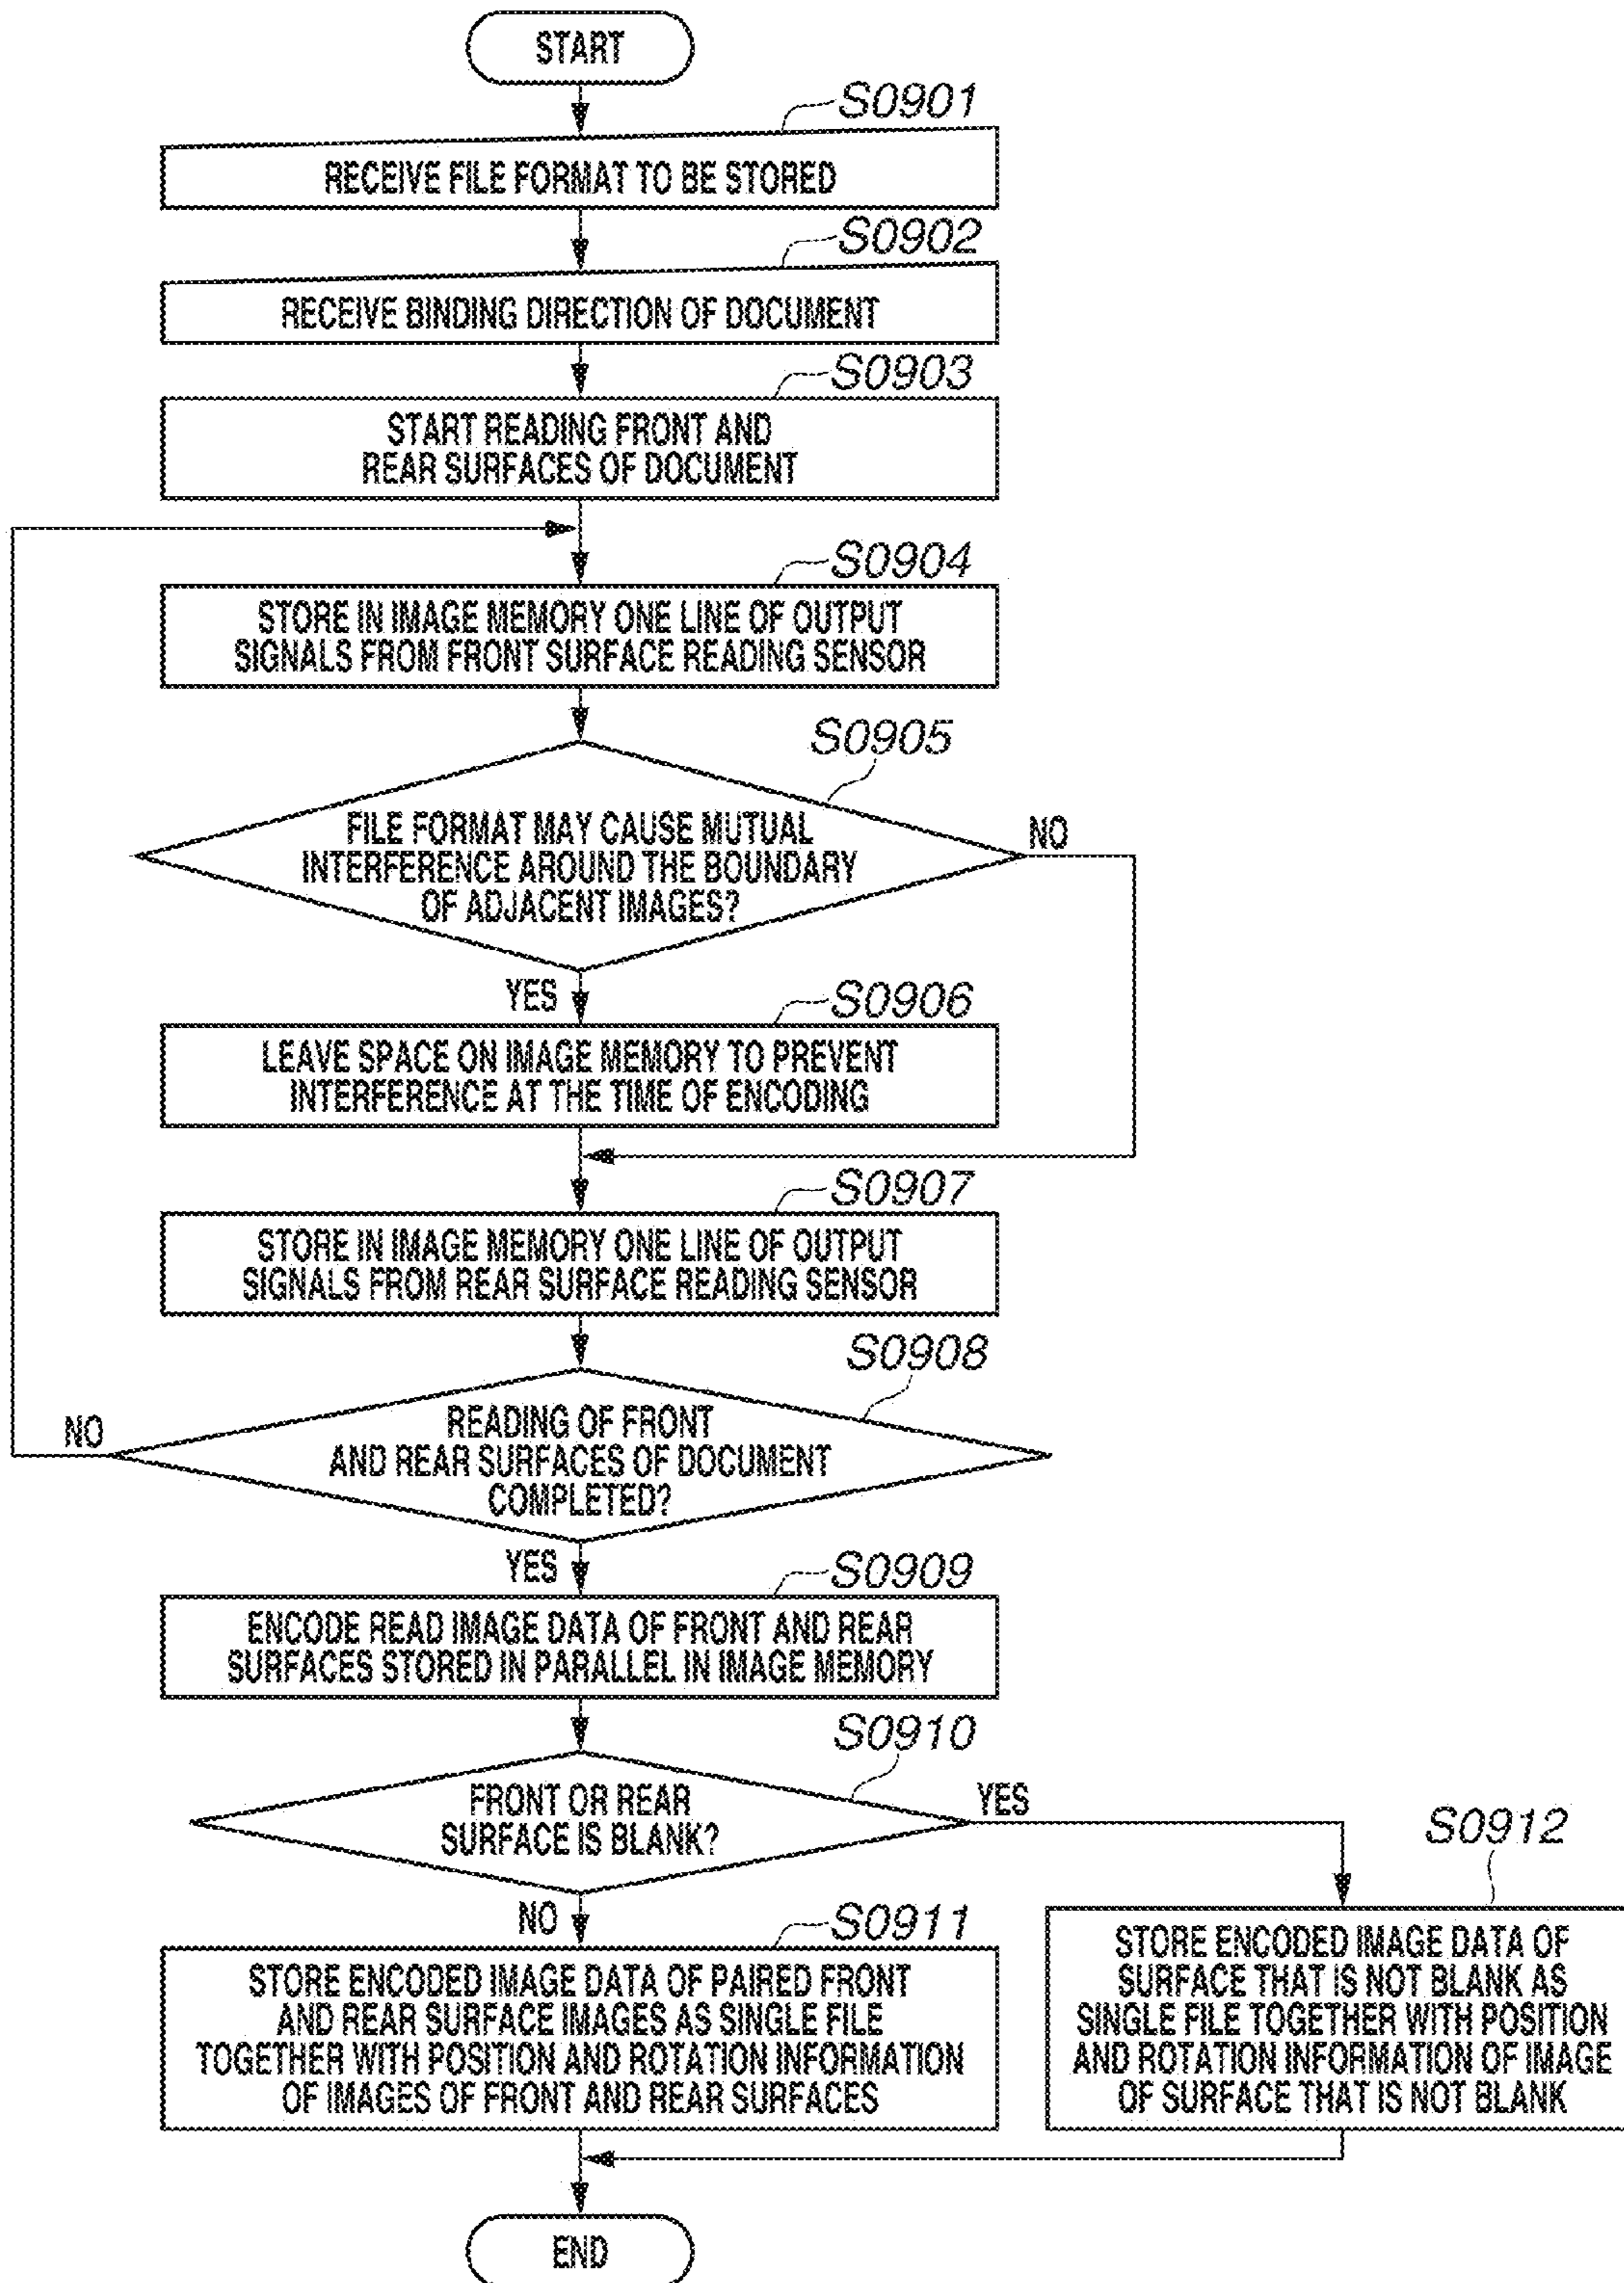 START
S0901
RECEIVE FILE FORMAT TO BE STORED
S0902
RECEIVE BINDING DIRECTION OF DOCUMENT
S0903
START READING FRONT AND
REAR SURFACES OF DOCUMENT
S0904
STORE IN IMAGE MEMORY ONE LINE OF OUTPUT
SIGNALS FROM FRONT SURFACE READING SENSOR
S0905
FILE FORMAT MAY CAUSE MUTUAL
INTERFERENCE AROUND THE BOUNDARY
OF ADJACENT IMAGES?
NO
YES
S0906
LEAVE SPACE ON IMAGE MEMORY TO PREVENT
INTERFERENCE AT THE TIME OF ENCODING
S0907
STORE IN IMAGE MEMORY ONE LINE OF OUTPUT
SIGNALS FROM REAR SURFACE READING SENSOR
S0908
READING OF FRONT
AND REAR SURFACES OF DOCUMENT
COMPLETED?
NO
YES
S0909
ENCODE READ IMAGE DATA OF FRONT AND REAR
SURFACES STORED IN PARALLEL IN IMAGE MEMORY
S0910
FRONT OR REAR
SURFACE IS BLANK?
YES
NO
S0911
STORE ENCODED IMAGE DATA OF PAIRED FRONT
AND REAR SURFACE IMAGES AS SINGLE FILE
TOGETHER WITH POSITION AND ROTATION INFORMATION
OF IMAGES OF FRONT AND REAR SURFACES
S0912
STORE ENCODED IMAGE DATA OF
SURFACE THAT IS NOT BLANK AS
SINGLE FILE TOGETHER WITH POSITION
AND ROTATION INFORMATION OF IMAGE
OF SURFACE THAT IS NOT BLANK
END